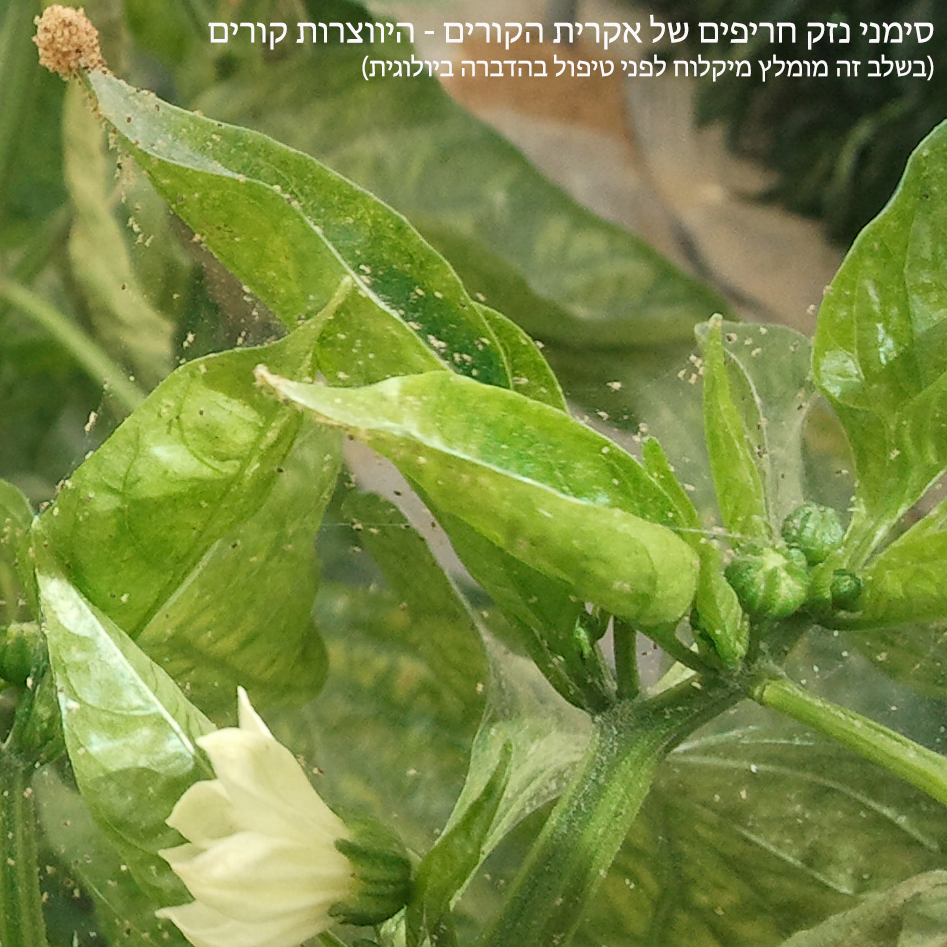 סימני נזק חריפים של אקרית הקורים - היווצרות קורים
(בשלב זה מומלץ מיקלוח לפני טיפול בהדברה ביולוגית)